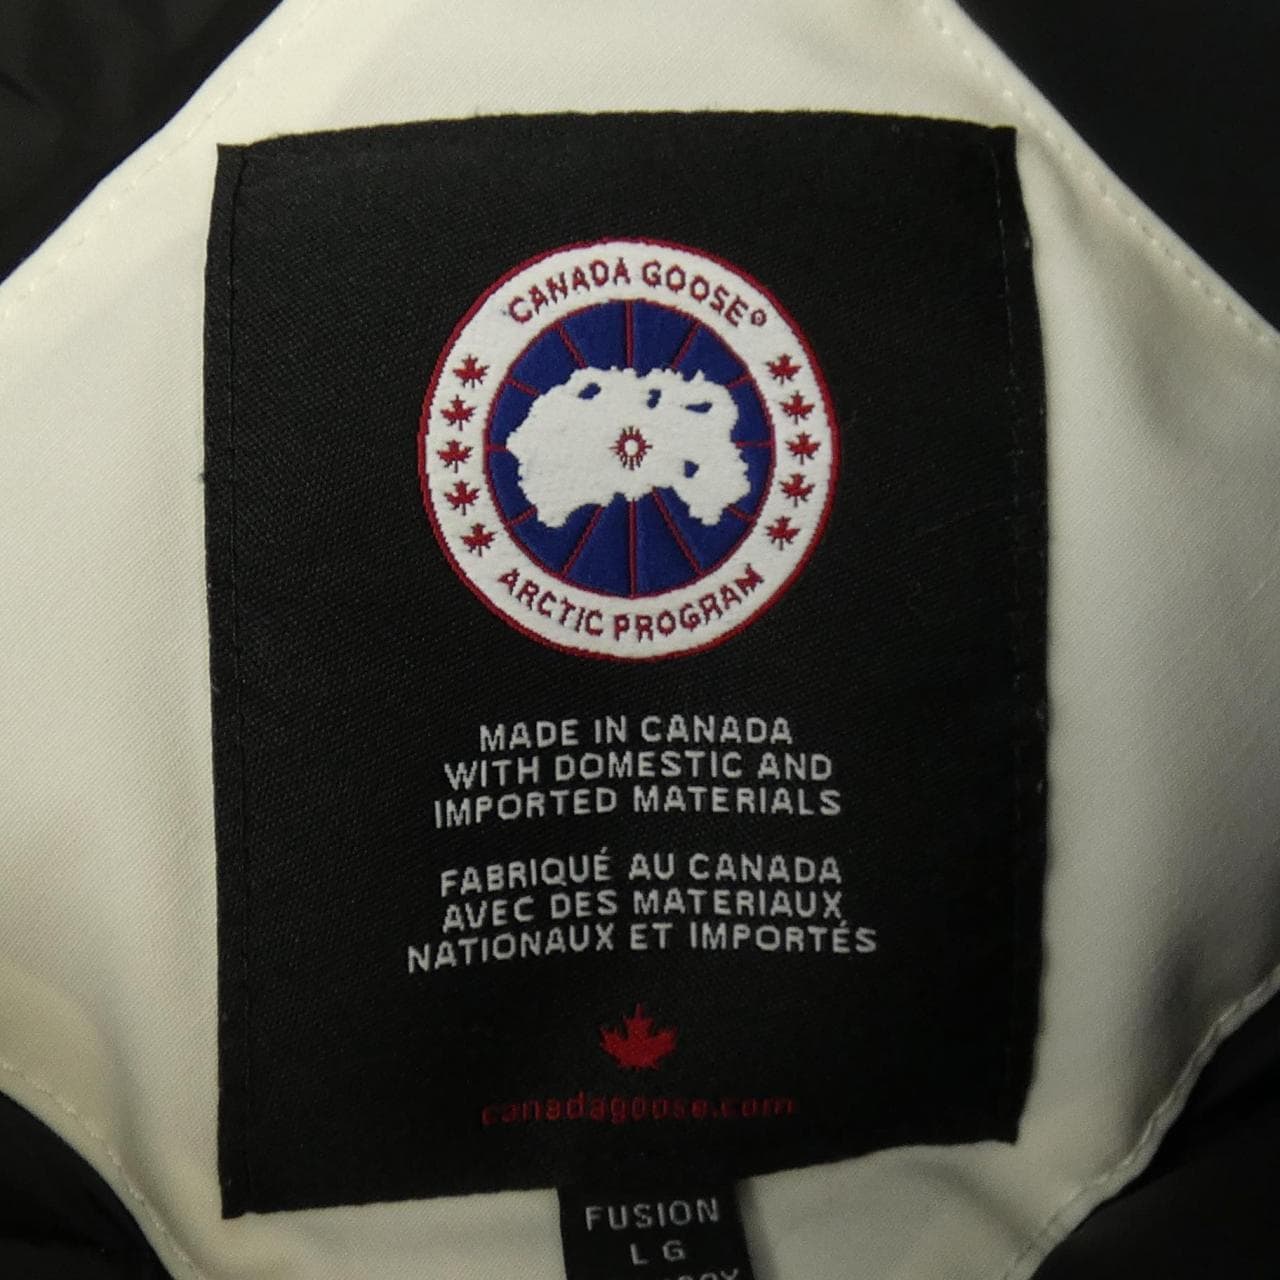 CANADA GOOSE®
ARCTIC PROGRAM
MADE IN CANADA
WITH DOMESTIC AND
IMPORTED MATERIALS
FABRIQUÉ AU CANADA
AVEC DES MATERIAUX
NATIONAUX ET IMPORTÉS
canadagoose.com
FUSION
L G